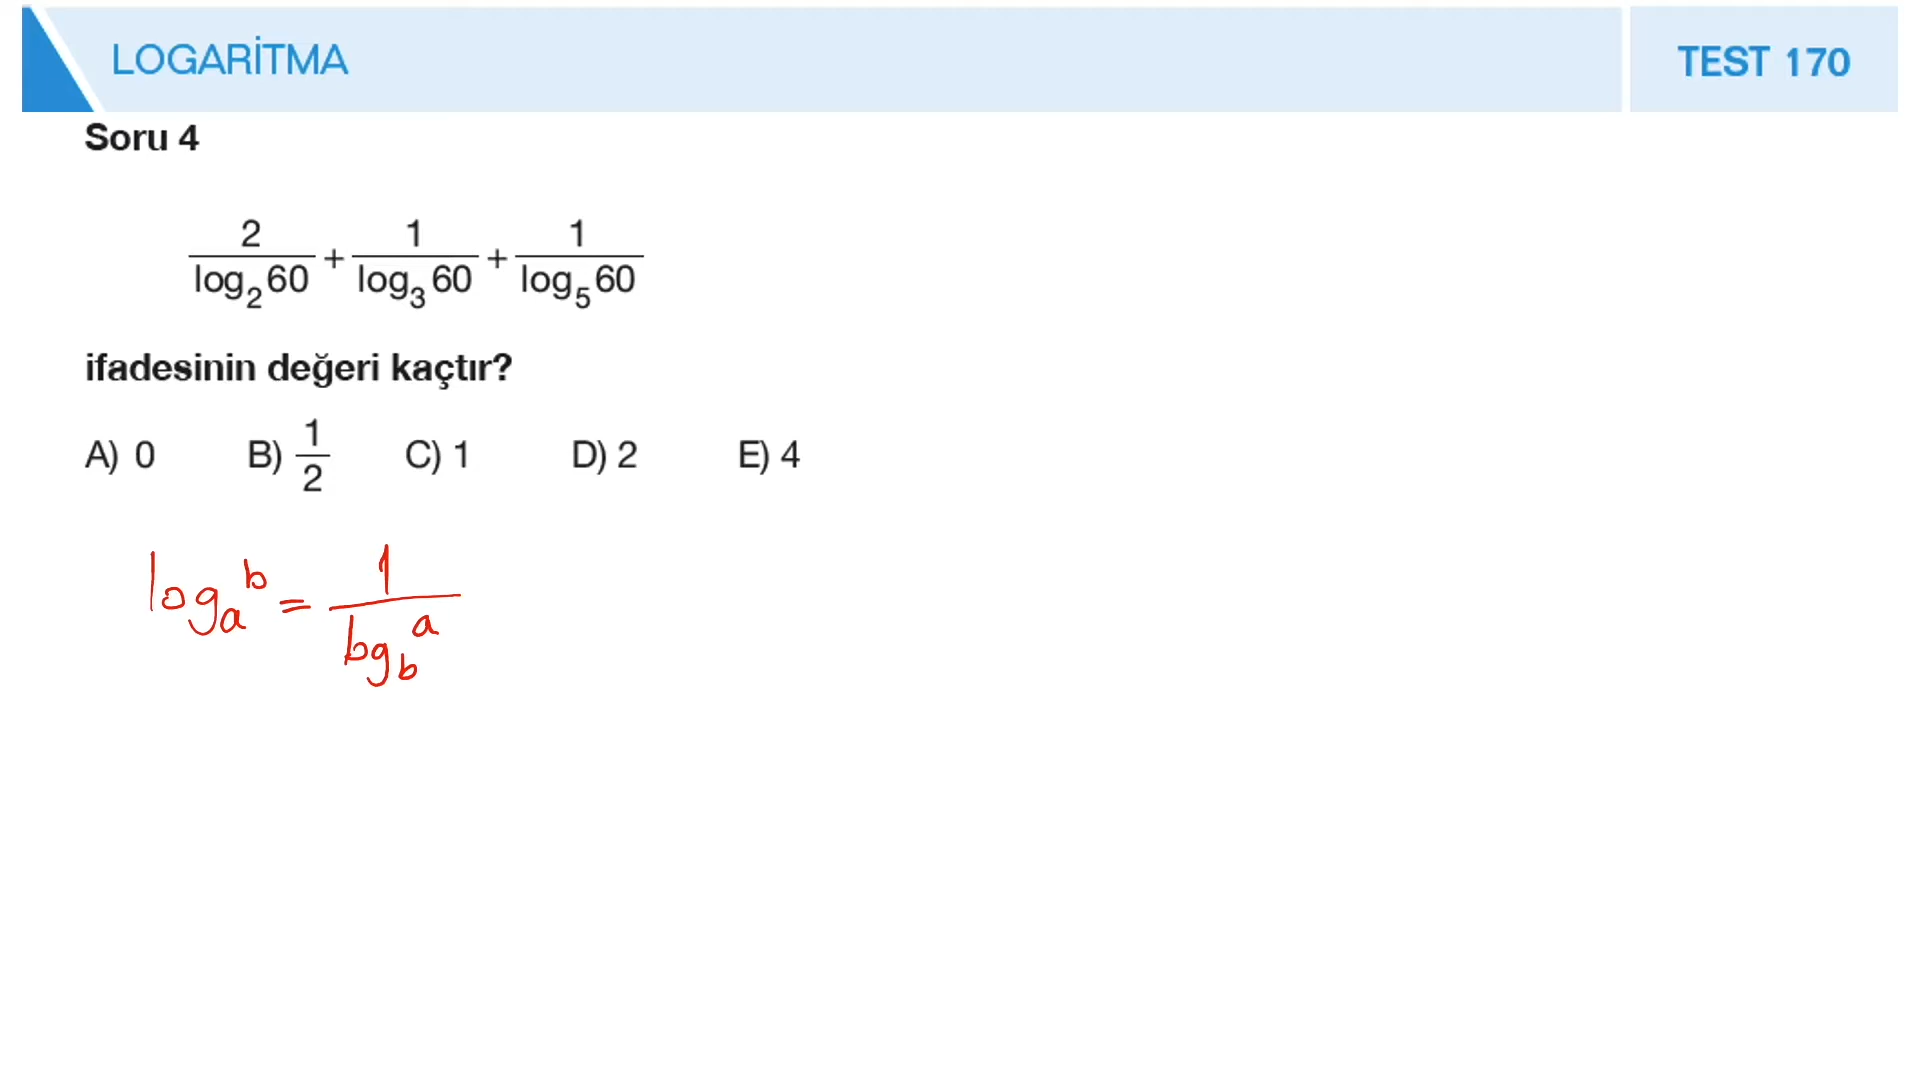 LOGARİTMA
TEST 170
Soru 4
2/log₂60 + 1/log₃60 + 1/log₅60
ifadesinin değeri kaçtır?
A) 0 B) 1/2 C) 1 D) 2 E) 4
logₐb = 1/log_b a